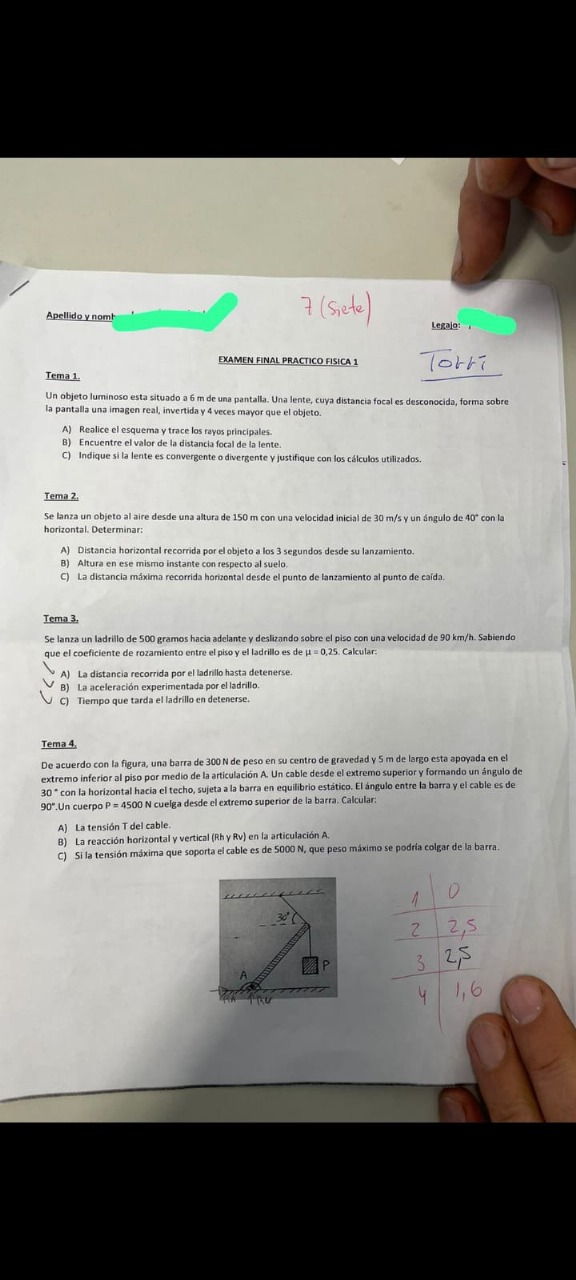 7 (Siete)
Apellido y nomb
Legajo:
EXAMEN FINAL PRACTICO FISICA 1
Torri
Tema 1.
Un objeto luminoso esta situado a 6 m de una pantalla. Una lente, cuya distancia focal es desconocida, forma sobre
la pantalla una imagen real, invertida y 4 veces mayor que el objeto.
A) Realice el esquema y trace los rayos principales.
B) Encuentre el valor de la distancia focal de la lente.
C) Indique si la lente es convergente o divergente y justifique con los cálculos utilizados.
Tema 2.
Se lanza un objeto al aire desde una altura de 150 m con una velocidad inicial de 30 m/s y un ángulo de 40° con la
horizontal. Determinar:
A) Distancia horizontal recorrida por el objeto a los 3 segundos desde su lanzamiento.
B) Altura en ese mismo instante con respecto al suelo.
C) La distancia máxima recorrida horizontal desde el punto de lanzamiento al punto de caída.
Tema 3.
Se lanza un ladrillo de 500 gramos hacia adelante y deslizando sobre el piso con una velocidad de 90 km/h. Sabiendo
que el coeficiente de rozamiento entre el piso y el ladrillo es de µ = 0,25. Calcular:
A) La distancia recorrida por el ladrillo hasta detenerse.
B) La aceleración experimentada por el ladrillo.
C) Tiempo que tarda el ladrillo en detenerse.
Tema 4.
De acuerdo con la figura, una barra de 300 N de peso en su centro de gravedad y 5 m de largo esta apoyada en el
extremo inferior al piso por medio de la articulación A. Un cable desde el extremo superior y formando un ángulo de
30 ° con la horizontal hacia el techo, sujeta a la barra en equilibrio estático. El ángulo entre la barra y el cable es de
90°.Un cuerpo P = 4500 N cuelga desde el extremo superior de la barra. Calcular:
A) La tensión T del cable.
B) La reacción horizontal y vertical (Rh y Rv) en la articulación A.
C) Si la tensión máxima que soporta el cable es de 5000 N, que peso máximo se podría colgar de la barra.
30°
P
A
1 0
2 2,5
3 2,5
4 1,6